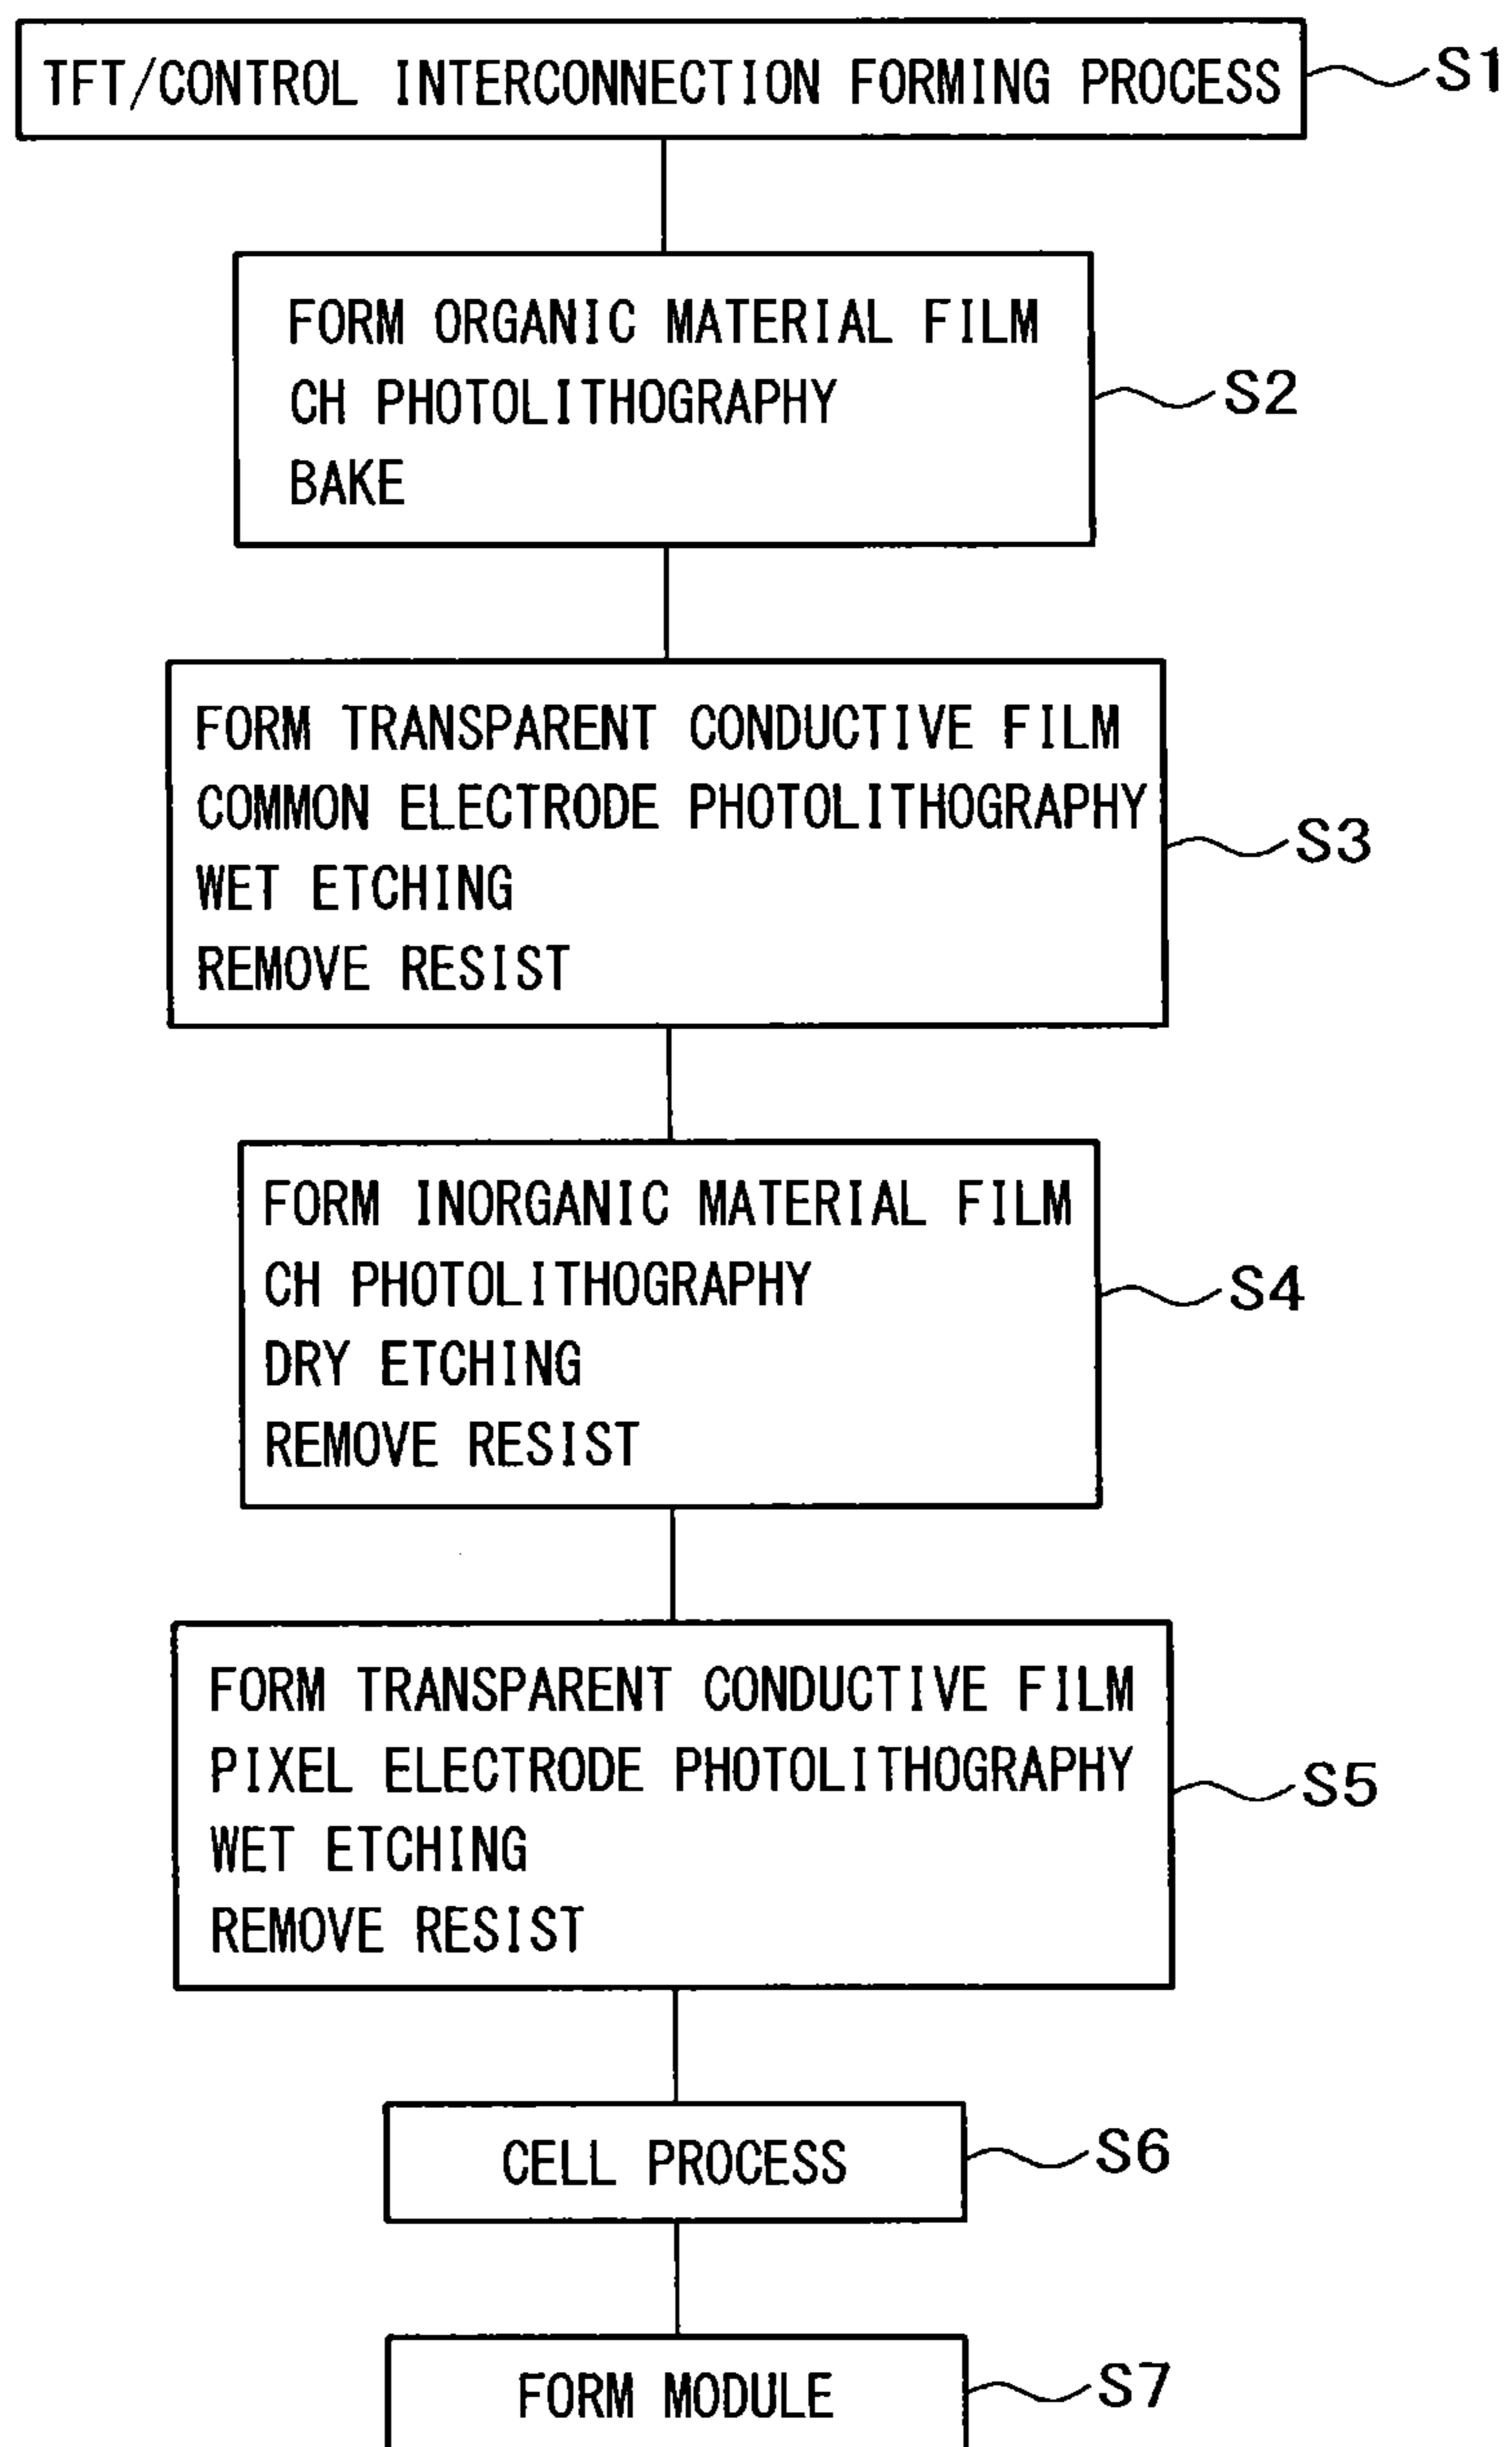 TFT/CONTROL INTERCONNECTION FORMING PROCESS S1
FORM ORGANIC MATERIAL FILM
CH PHOTOLITHOGRAPHY S2
BAKE
FORM TRANSPARENT CONDUCTIVE FILM
COMMON ELECTRODE PHOTOLITHOGRAPHY
S3
WET ETCHING
REMOVE RESIST
FORM INORGANIC MATERIAL FILM
CH PHOTOLITHOGRAPHY
S4
DRY ETCHING
REMOVE RESIST
FORM TRANSPARENT CONDUCTIVE FILM
PIXEL ELECTRODE PHOTOLITHOGRAPHY
S5
WET ETCHING
REMOVE RESIST
CELL PROCESS S6
FORM MODULE S7